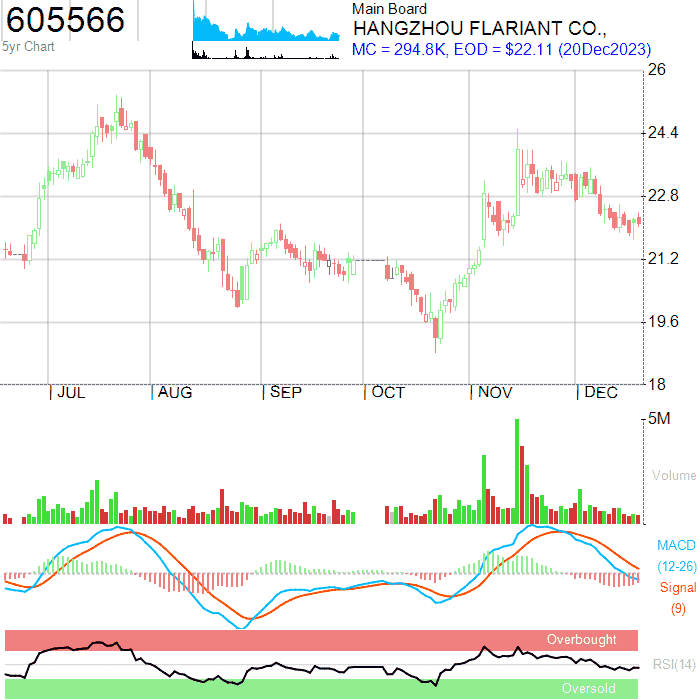 605566
5yr Chart
Main Board
HANGZHOU FLARIANT CO.,
MC = 294.8K, EOD = $22.11 (20Dec2023)
26
24.4
22.8
21.2
19.6
18
JUL AUG SEP OCT NOV DEC
5M
Volume
MACD
(12-26)
Signal
(9)
Overbought
RSI(14)
Oversold